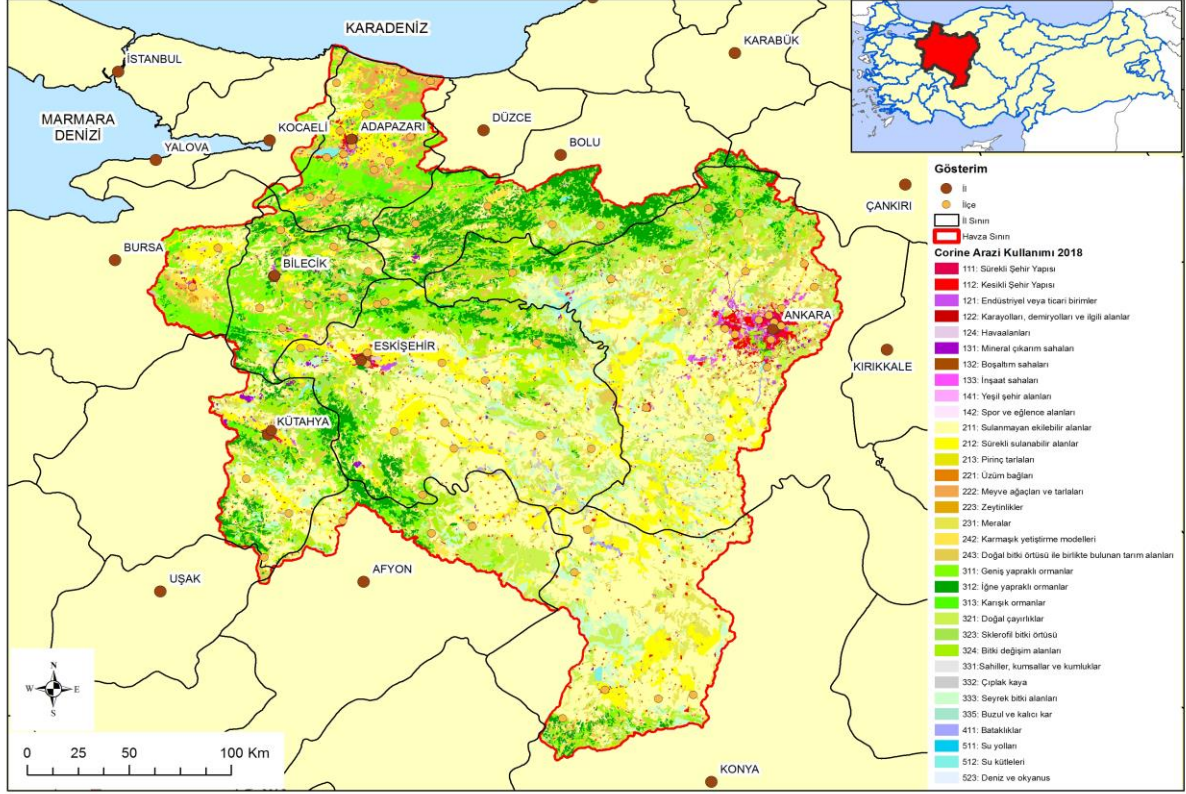 KARADENİZ
KARABÜK
İSTANBUL
MARMARA
DENİZİ
KOCAELİ
ADAPAZARI
DÜZCE
YALOVA
BOLU
ÇANKIRI
BURSA
BİLECİK
ANKARA
ESKİŞEHİR
KIRIKKALE
KÜTAHYA
UŞAK
AFYON
KONYA
N
W E
S
0 25 50 100 Km
Gösterim
İl
İlçe
İl Sınırı
Havza Sınırı
Corine Arazi Kullanımı 2018
111: Sürekli Şehir Yapısı
112: Kesikli Şehir Yapısı
121: Endüstriyel veya ticari birimler
122: Karayolları, demiryolları ve ilgili alanlar
124: Havaalanları
131: Mineral çıkarım sahaları
132: Boşaltım sahaları
133: İnşaat sahaları
141: Yeşil şehir alanları
142: Spor ve eğlence alanları
211: Sulanmayan ekilebilir alanlar
212: Sürekli sulanabilir alanlar
213: Pirinç tarlaları
221: Üzüm bağları
222: Meyve ağaçları ve tarlaları
223: Zeytinlikler
231: Meralar
242: Karmaşık yetiştirme modelleri
243: Doğal bitki örtüsü ile birlikte bulunan tarım alanları
311: Geniş yapraklı ormanlar
312: İğne yapraklı ormanlar
313: Karışık ormanlar
321: Doğal çayırlıklar
323: Sklerofil bitki örtüsü
324: Bitki değişim alanları
331:Sahiller, kumsallar ve kumluklar
332: Çıplak kaya
333: Seyrek bitki alanları
335: Buzul ve kalıcı kar
411: Bataklıklar
511: Su yolları
512: Su kütleleri
523: Deniz ve okyanus